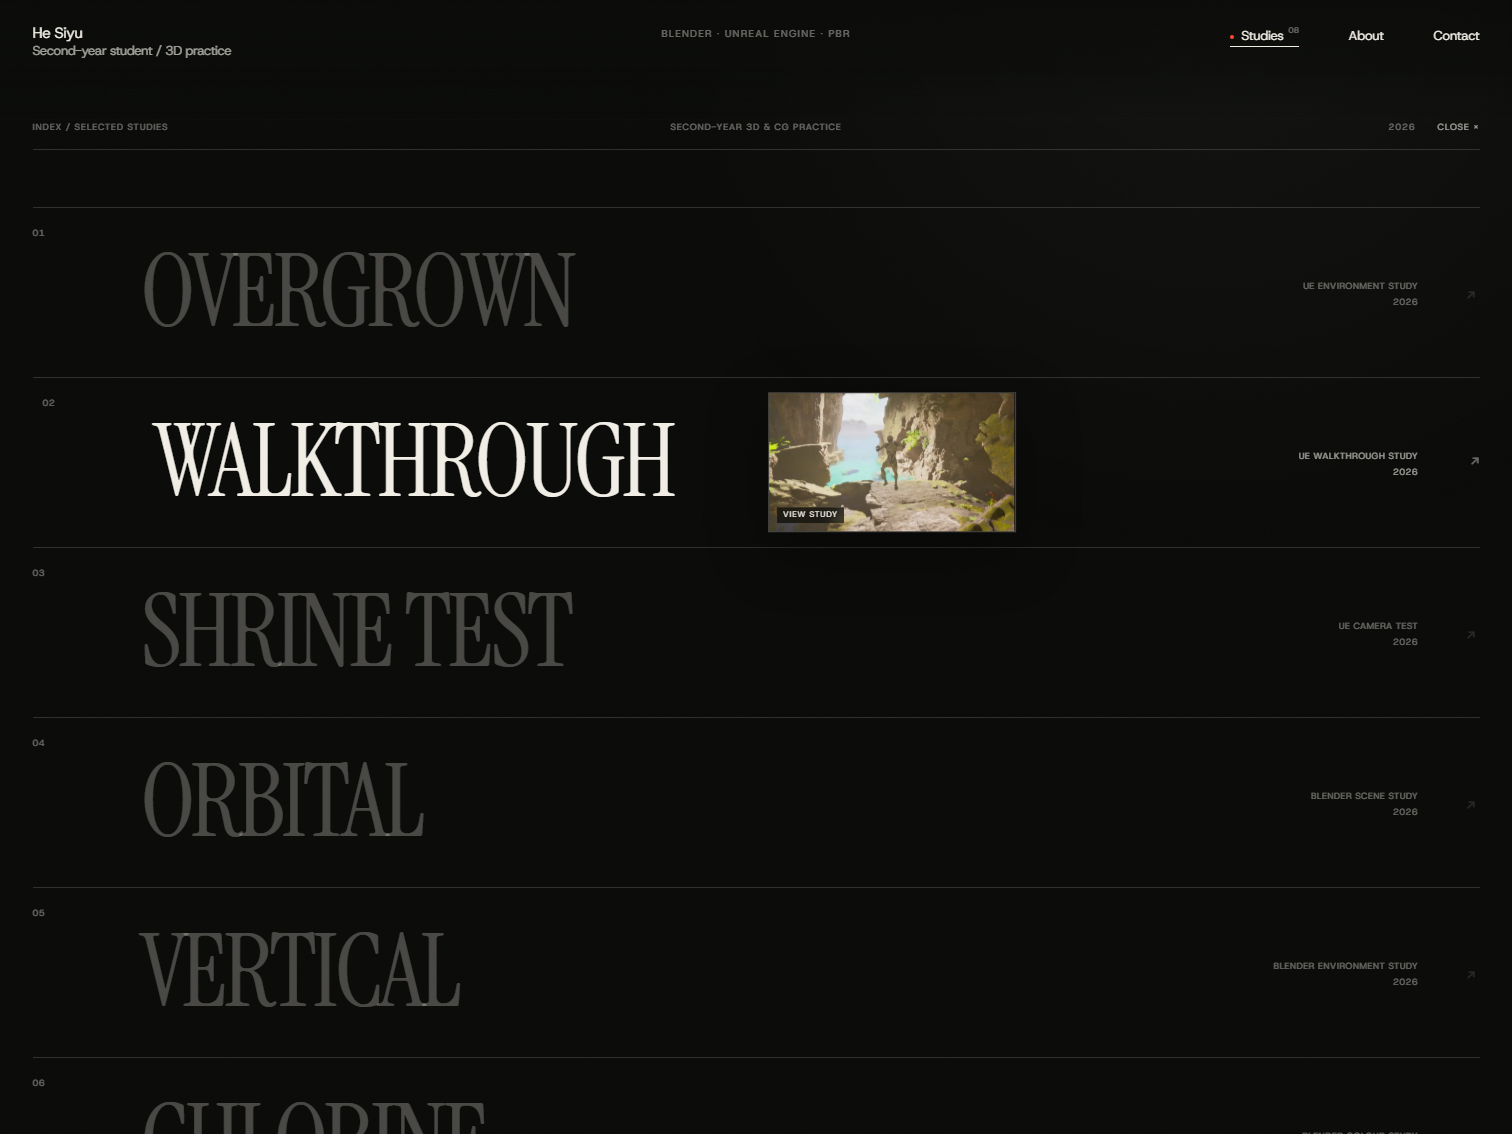 He Siyu
Second-year student / 3D practice
BLENDER · UNREAL ENGINE · PBR
Studies 08
About
Contact
INDEX / SELECTED STUDIES
SECOND-YEAR 3D & CG PRACTICE
2026
CLOSE ×
01
OVERGROWN
UE ENVIRONMENT STUDY
2026
02
WALKTHROUGH
VIEW STUDY
UE WALKTHROUGH STUDY
2026
03
SHRINE TEST
UE CAMERA TEST
2026
04
ORBITAL
BLENDER SCENE STUDY
2026
05
VERTICAL
BLENDER ENVIRONMENT STUDY
2026
06
CHLORINE